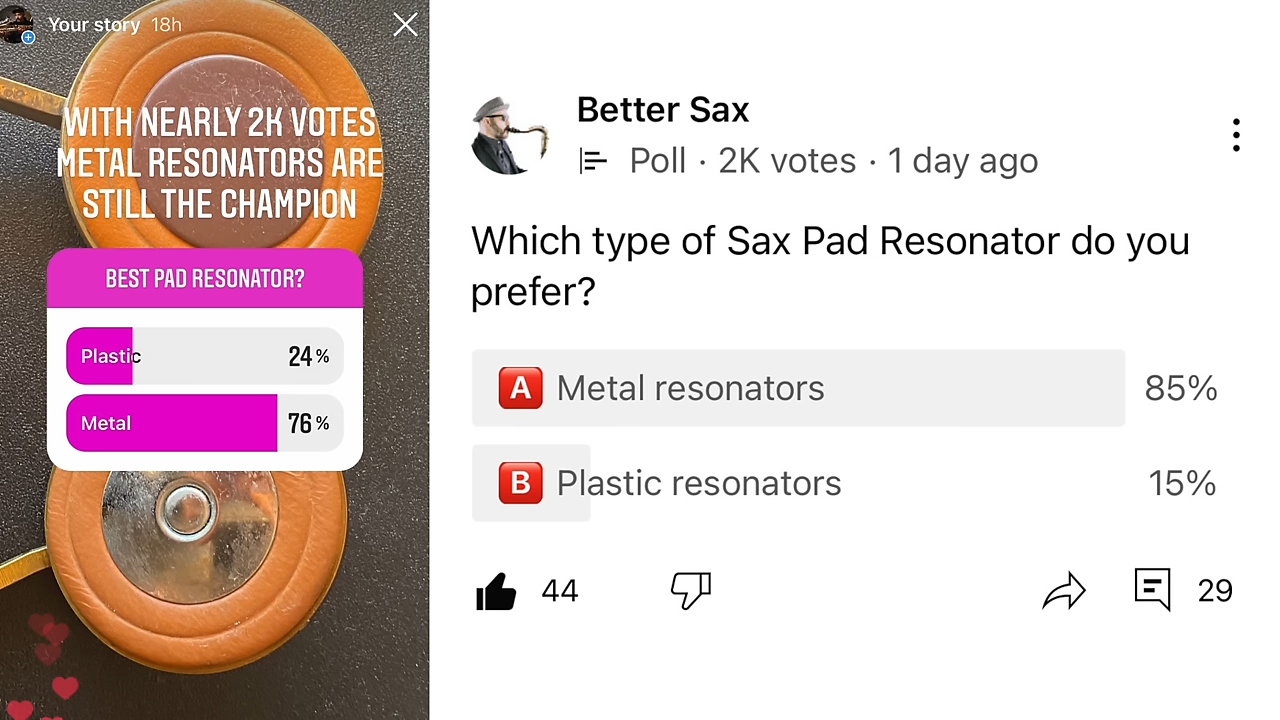 Your story 18h
WITH NEARLY 2K VOTES
METAL RESONATORS ARE
STILL THE CHAMPION
BEST PAD RESONATOR?
Plastic 24%
Metal 76%
Better Sax
Poll · 2K votes · 1 day ago
Which type of Sax Pad Resonator do you
prefer?
A Metal resonators 85%
B Plastic resonators 15%
44 29